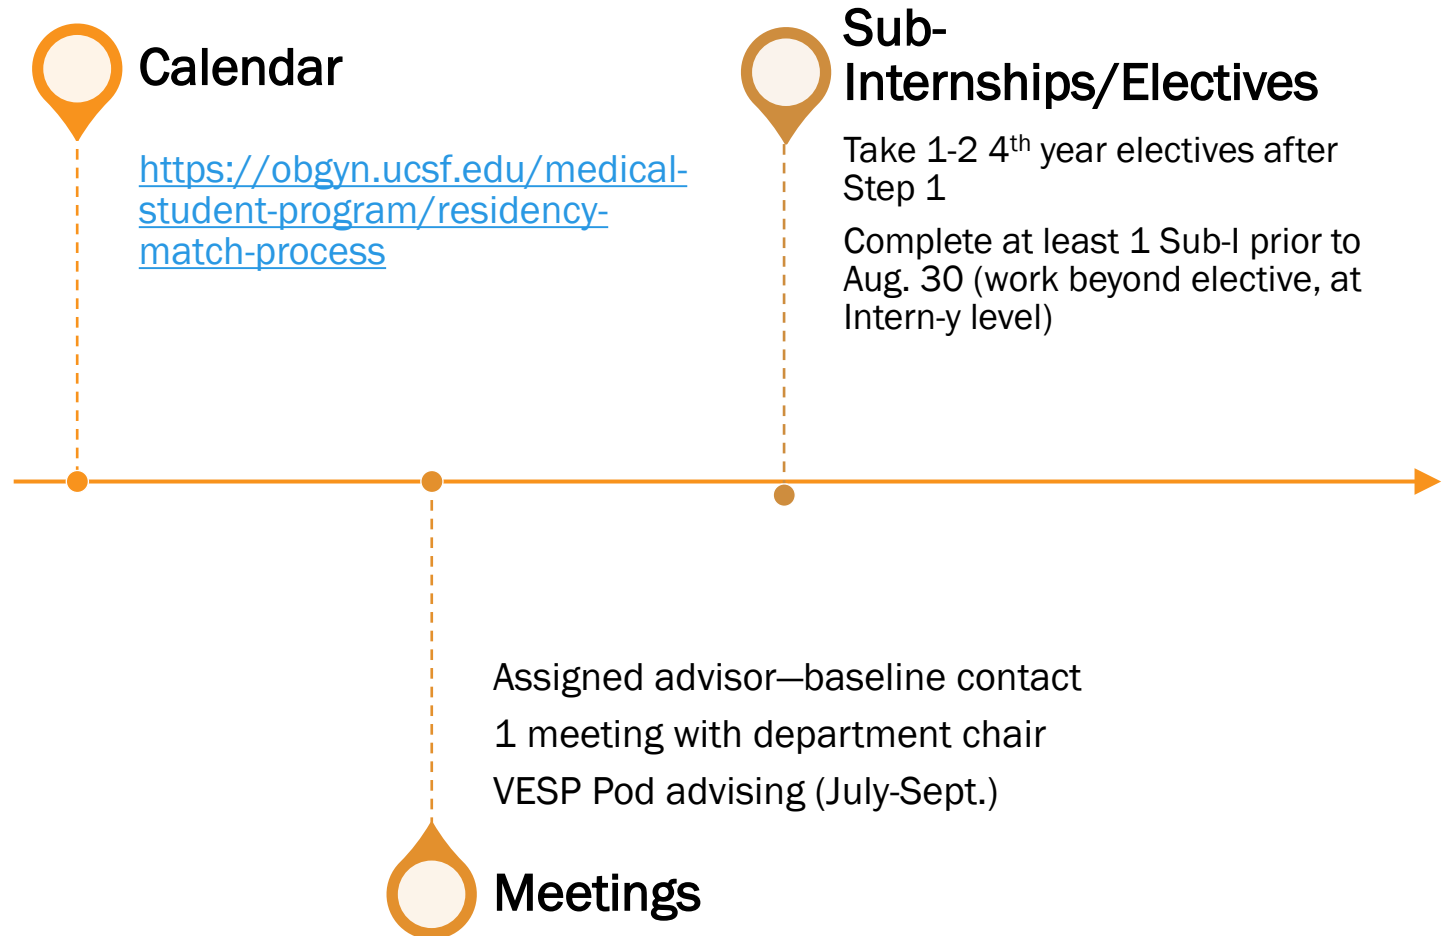 Calendar
https://obgyn.ucsf.edu/medical-
student-program/residency-
match-process
Sub-
Internships/Electives
Take 1-2 4th year electives after
Step 1
Complete at least 1 Sub-I prior to
Aug. 30 (work beyond elective, at
Intern-y level)
Assigned advisor—baseline contact
1 meeting with department chair
VESP Pod advising (July-Sept.)
Meetings